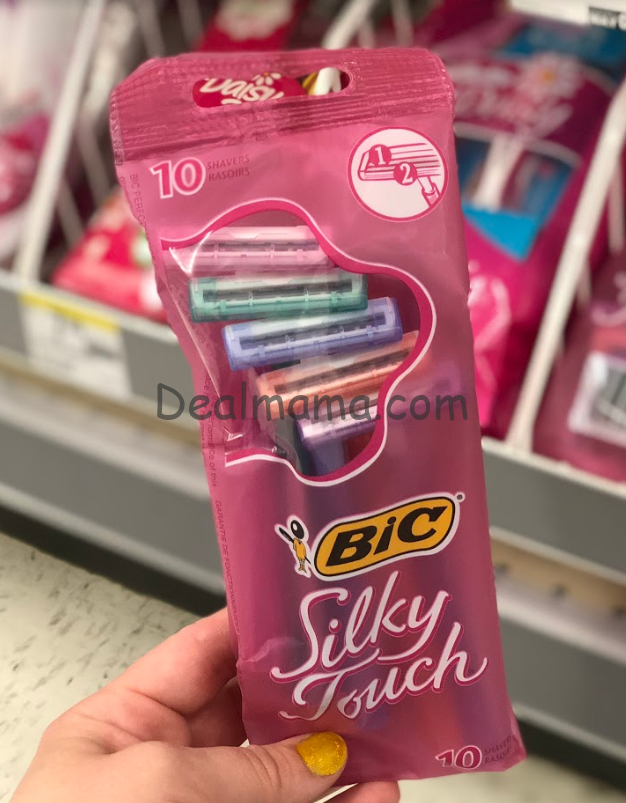 Daisy
10 SHAVERS
RASOIRS
1
2
Dealmama.com
BiC®
Silky
Touch
10 SHAVERS
RASOIRS